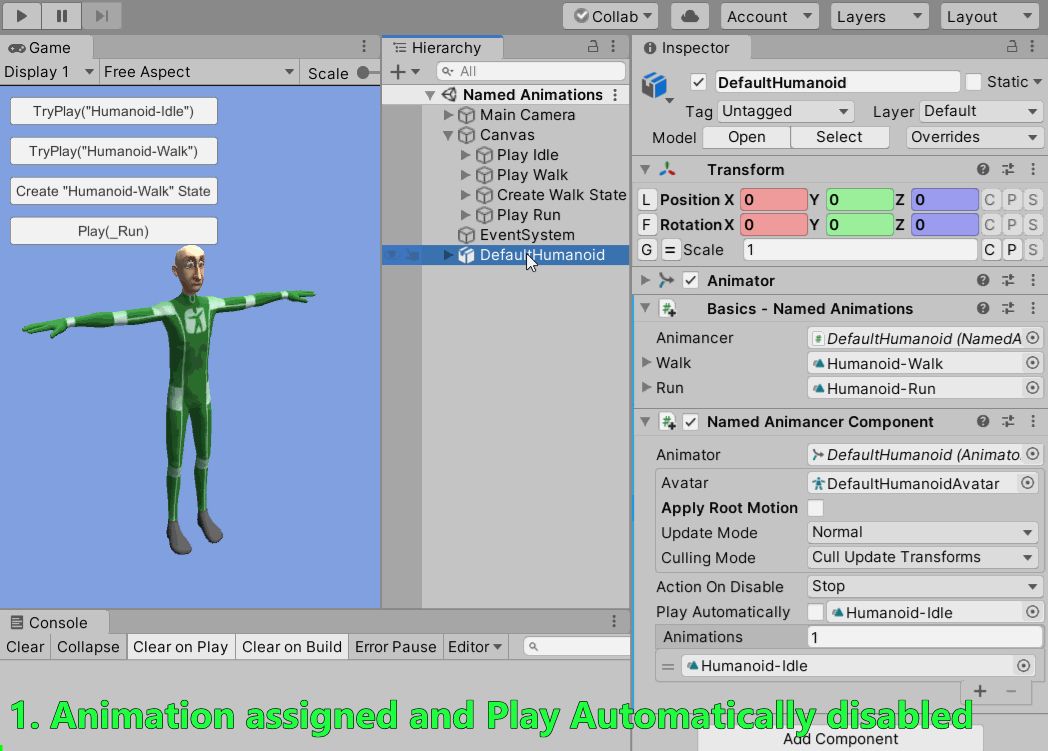 Collab
Account
Layers
Layout
Game
Display 1
Free Aspect
Scale
TryPlay("Humanoid-Idle")
TryPlay("Humanoid-Walk")
Create "Humanoid-Walk" State
Play(_Run)
Hierarchy
All
Named Animations
Main Camera
Canvas
Play Idle
Play Walk
Create Walk State
Play Run
EventSystem
DefaultHumanoid
Inspector
DefaultHumanoid
Static
Tag Untagged
Layer Default
Model Open Select Overrides
Transform
L Position X 0 Y 0 Z 0 C P S
F Rotation X 0 Y 0 Z 0 C P S
G = Scale 1 C P S
Animator
Basics - Named Animations
Animancer DefaultHumanoid (NamedA
Walk Humanoid-Walk
Run Humanoid-Run
Named Animancer Component
Animator DefaultHumanoid (Animato
Avatar DefaultHumanoidAvatar
Apply Root Motion
Update Mode Normal
Culling Mode Cull Update Transforms
Action On Disable Stop
Play Automatically Humanoid-Idle
Animations 1
Humanoid-Idle
Add Component
Console
Clear Collapse Clear on Play Clear on Build Error Pause Editor
1. Animation assigned and Play Automatically disabled